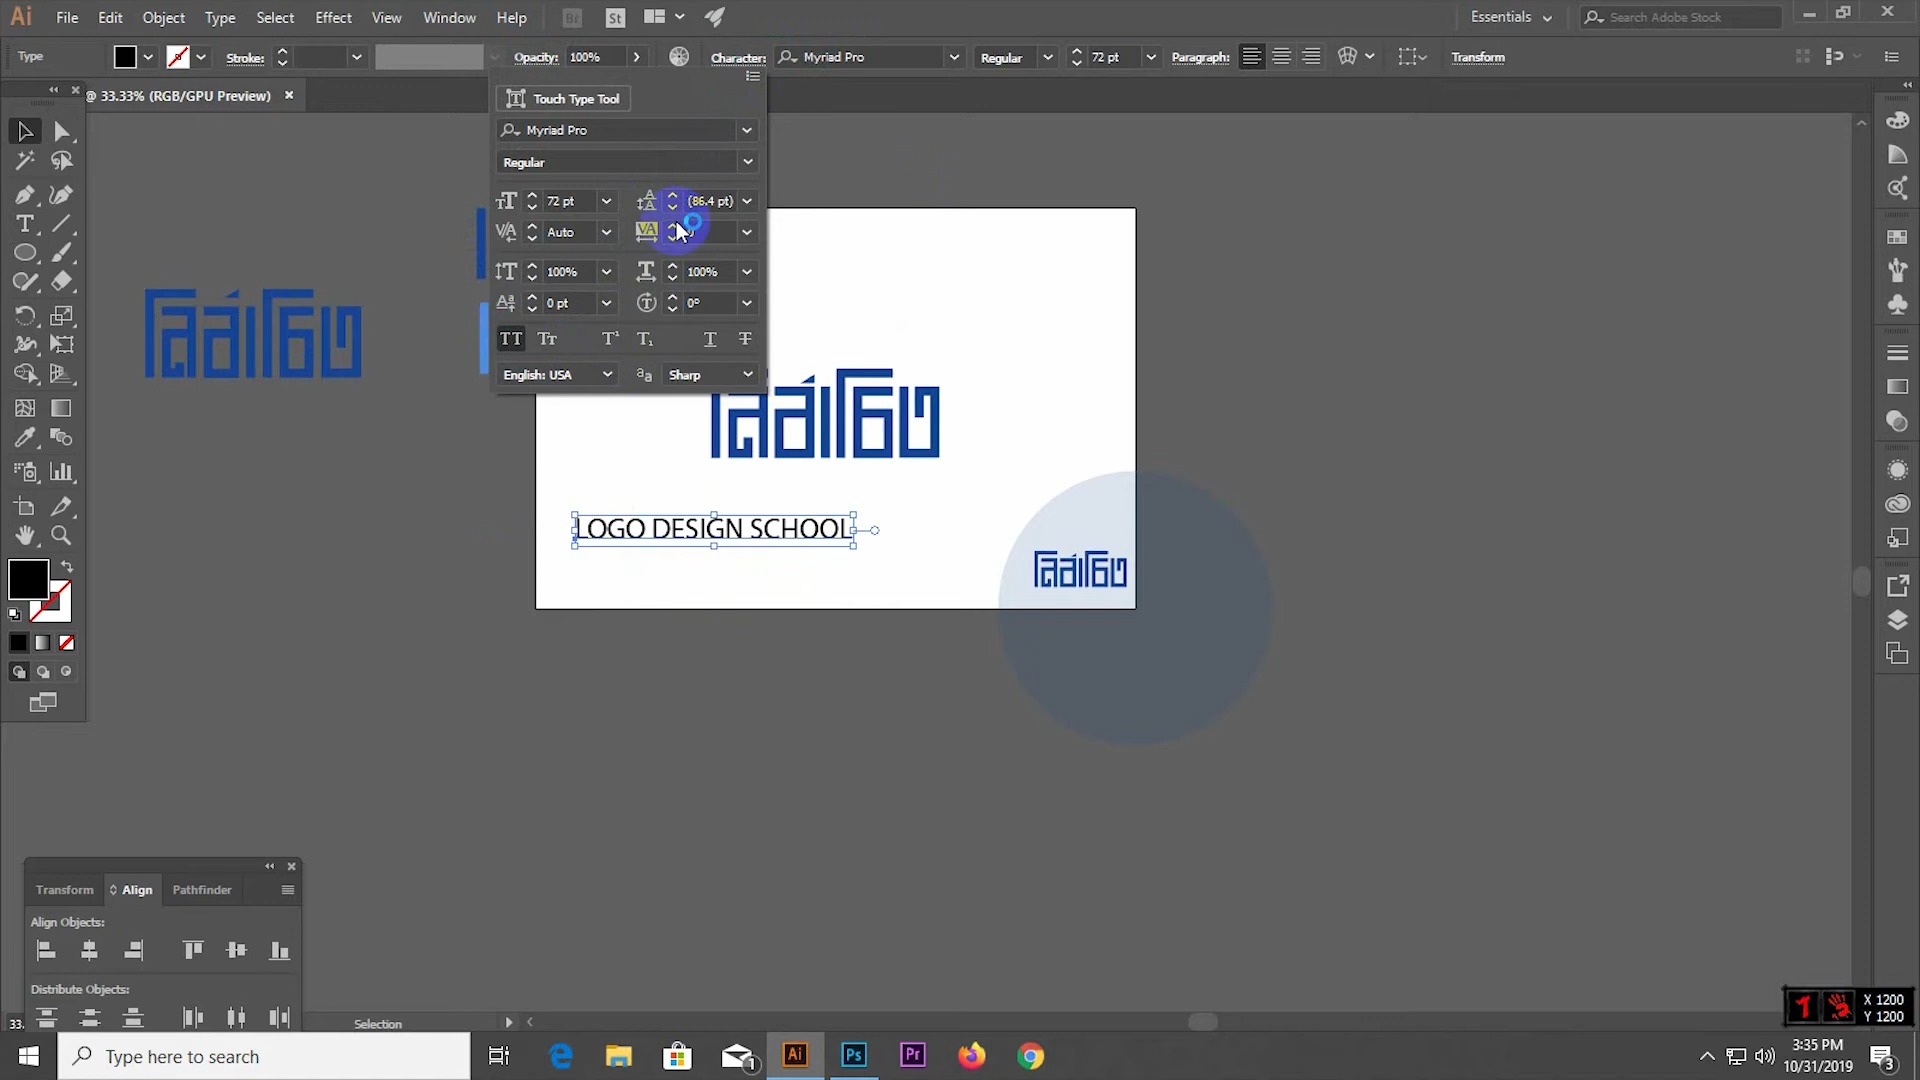 Ai File Edit Object Type Select Effect View Window Help Br St Essentials Search Adobe Stock
Type Stroke: Opacity: 100% Character: Myriad Pro Regular 72 pt Paragraph: Transform
@ 33.33% (RGB/GPU Preview)
Touch Type Tool
Myriad Pro
Regular
72 pt (86.4 pt)
Auto
100% 100%
0 pt 0°
English: USA Sharp
LOGO DESIGN SCHOOL
Transform Align Pathfinder
Align Objects:
Distribute Objects:
33. Selection
X 1200
Y 1200
Type here to search
1
Ai Ps Pr
3:35 PM
10/31/2019
3